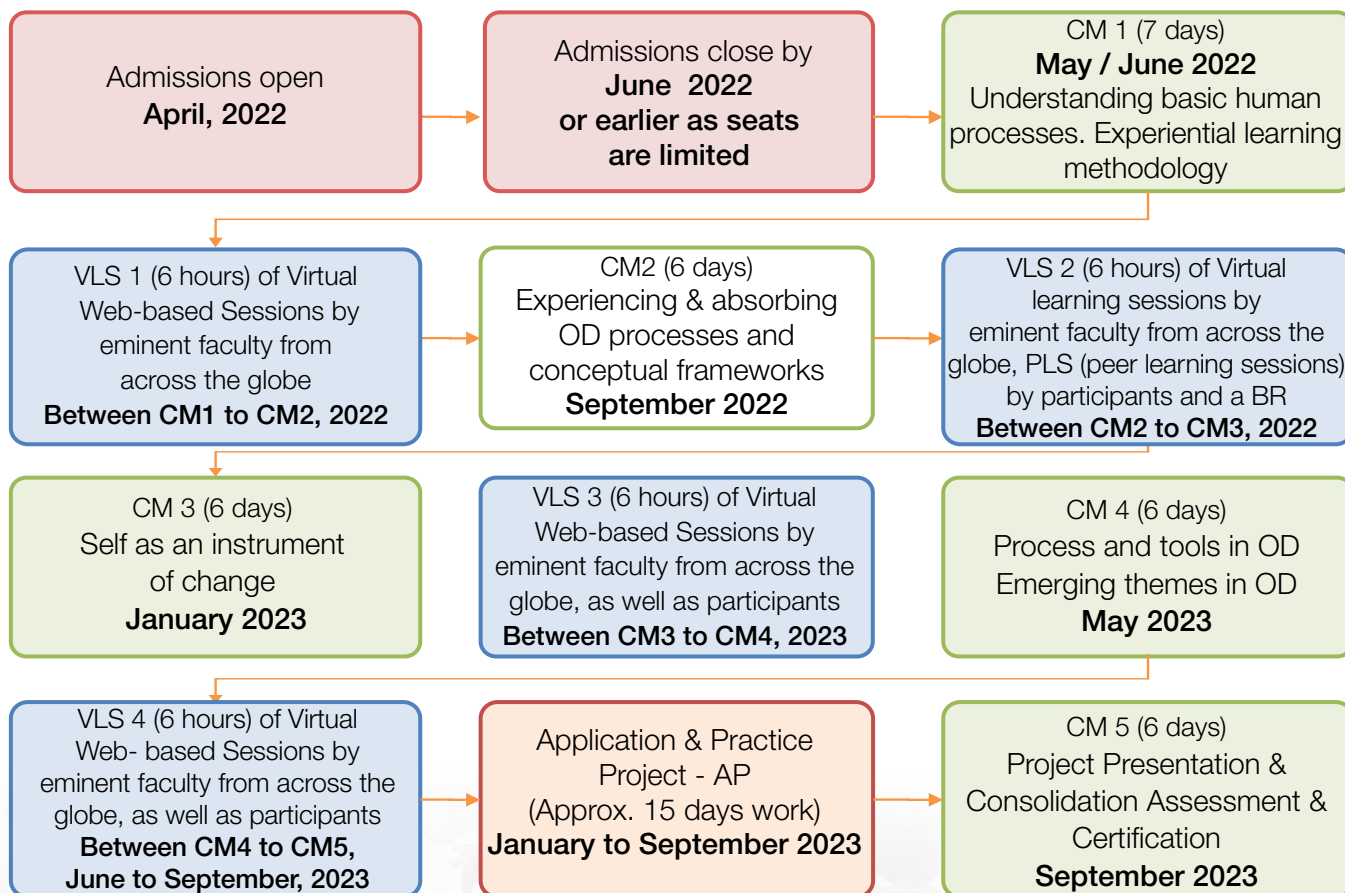 Admissions open
April, 2022
Admissions close by
June 2022
or earlier as seats
are limited
CM 1 (7 days)
May / June 2022
Understanding basic human
processes. Experiential learning
methodology
VLS 1 (6 hours) of Virtual
Web-based Sessions by
eminent faculty from
across the globe
Between CM1 to CM2, 2022
CM2 (6 days)
Experiencing & absorbing
OD processes and
conceptual frameworks
September 2022
VLS 2 (6 hours) of Virtual
learning sessions by
eminent faculty from across the
globe, PLS (peer learning sessions)
by participants and a BR
Between CM2 to CM3, 2022
CM 3 (6 days)
Self as an instrument
of change
January 2023
VLS 3 (6 hours) of Virtual
Web-based Sessions by
eminent faculty from across the
globe, as well as participants
Between CM3 to CM4, 2023
CM 4 (6 days)
Process and tools in OD
Emerging themes in OD
May 2023
VLS 4 (6 hours) of Virtual
Web- based Sessions by
eminent faculty from across the
globe, as well as participants
Between CM4 to CM5,
June to September, 2023
Application & Practice
Project - AP
(Approx. 15 days work)
January to September 2023
CM 5 (6 days)
Project Presentation &
Consolidation Assessment &
Certification
September 2023